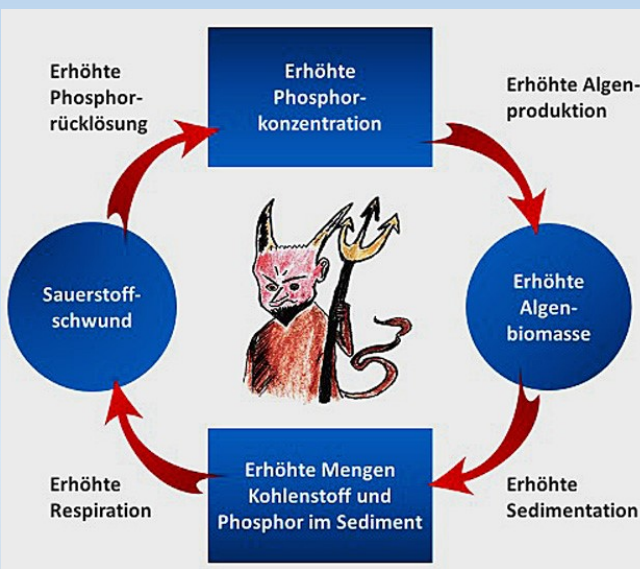 Erhöhte
Phosphor-
rücklösung
Erhöhte
Phosphor-
konzentration
Erhöhte Algen-
produktion
Sauerstoff-
schwund
Erhöhte
Algen-
biomasse
Erhöhte
Respiration
Erhöhte Mengen
Kohlenstoff und
Phosphor im Sediment
Erhöhte
Sedimentation